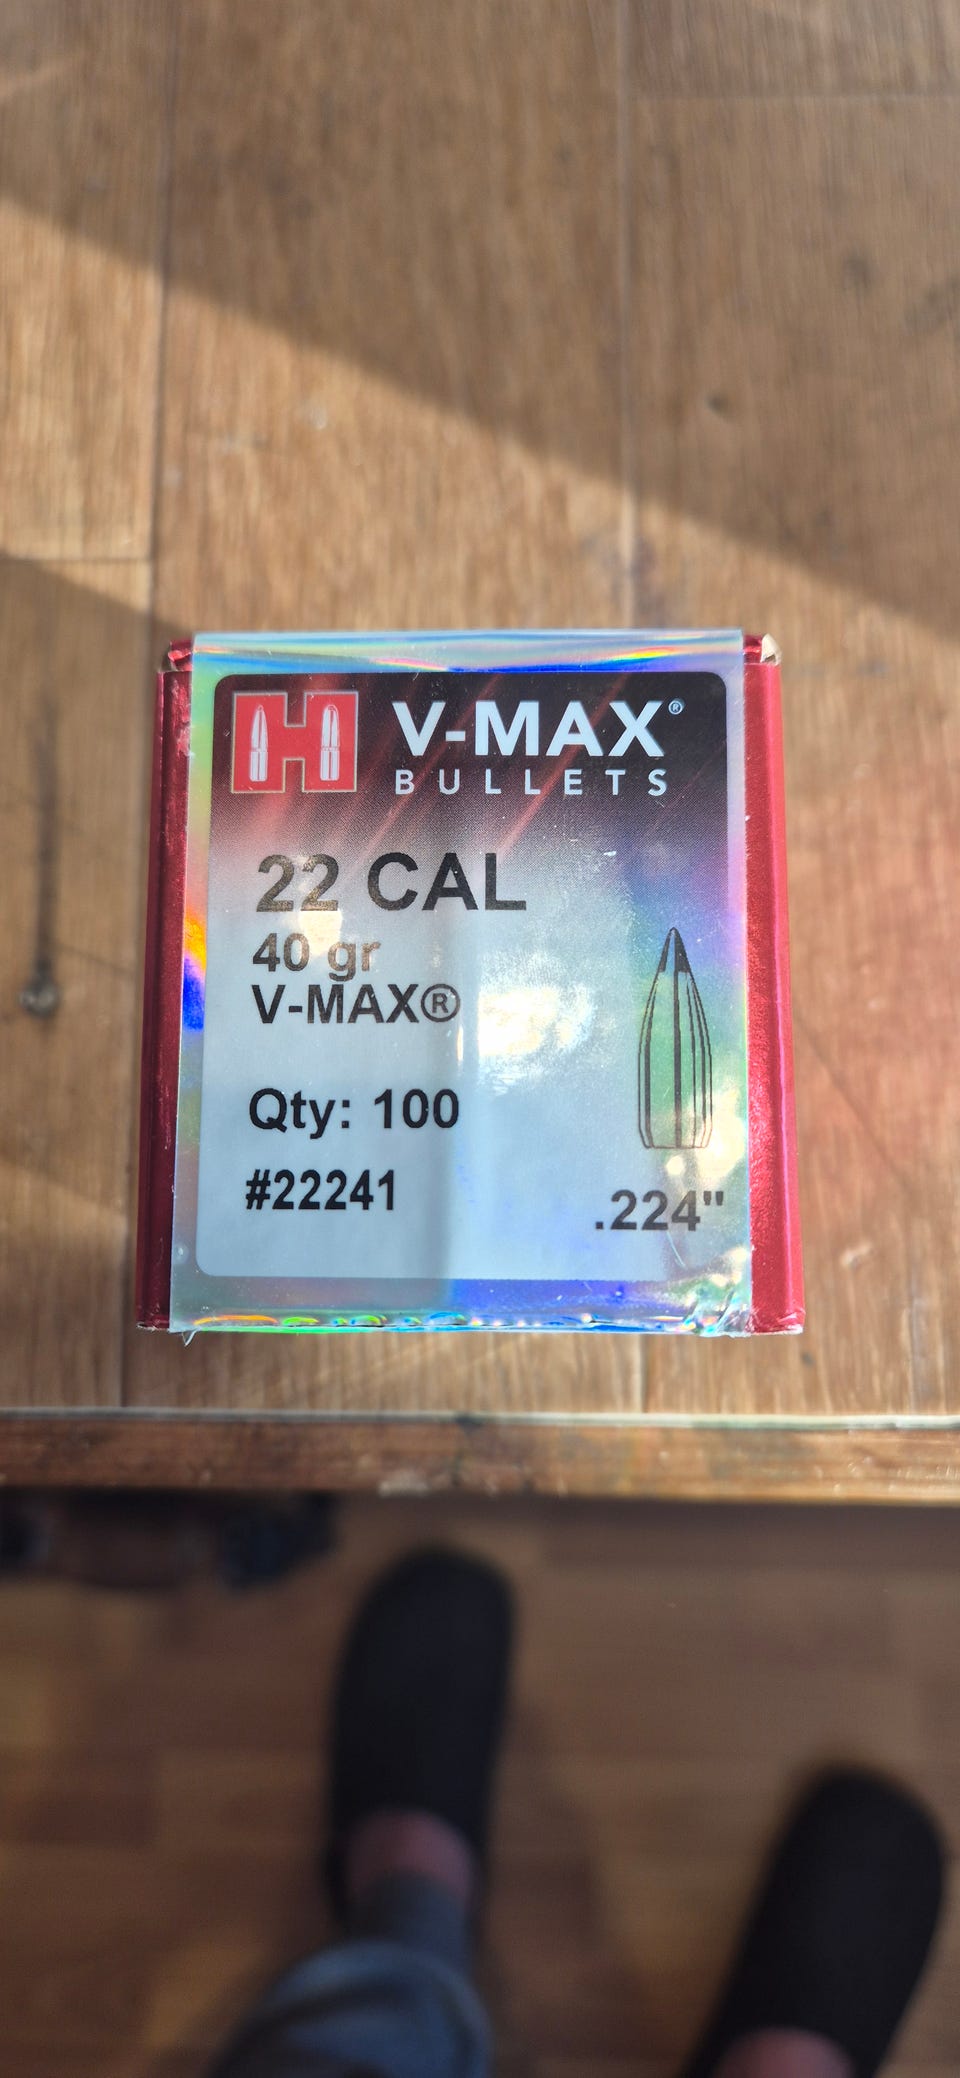 H V-MAX®
BULLETS
22 CAL
40 gr
V-MAX®
Qty: 100
#22241
.224"